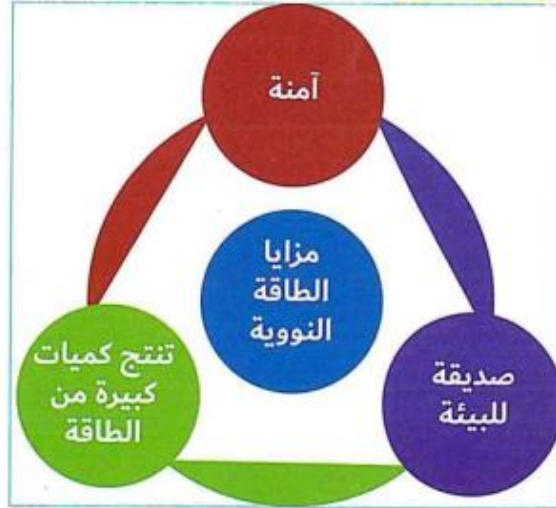 آمنة
مزايا
الطاقة
النووية
صديقة
للبيئة
تنتج كميات
كبيرة من
الطاقة